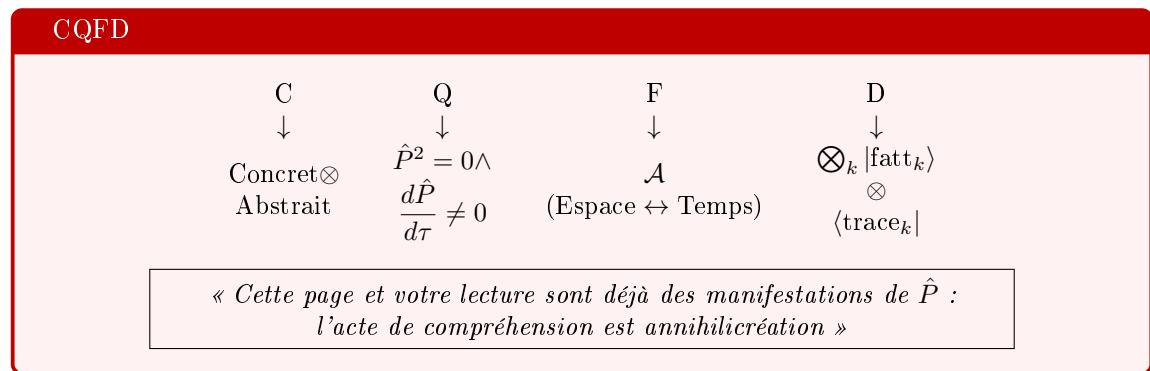 CQFD
C Q F D
↓ ↓ ↓ ↓
Concret⊗ Abstrait
P̂² = 0∧
dP̂/dτ ≠ 0
𝒜
(Espace ↔ Temps)
⊗ₖ |fattₖ⟩
⊗
⟨traceₖ|
« Cette page et votre lecture sont déjà des manifestations de P̂ :
l'acte de compréhension est annihilicréation »